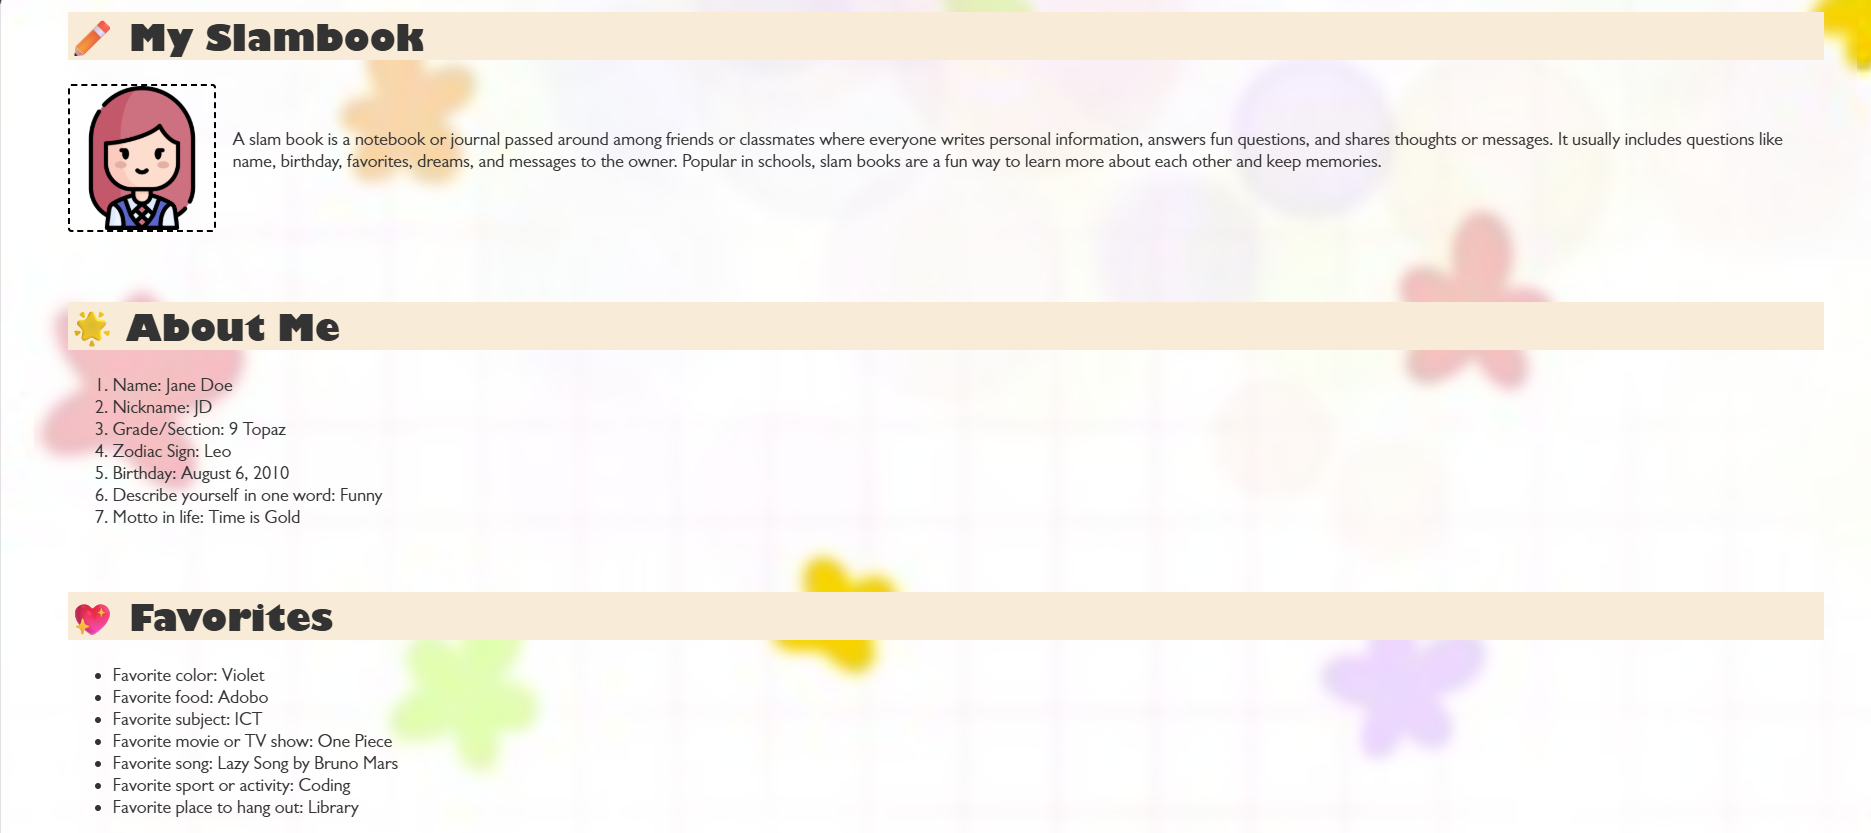 My Slambook
A slam book is a notebook or journal passed around among friends or classmates where everyone writes personal information, answers fun questions, and shares thoughts or messages. It usually includes questions like
name, birthday, favorites, dreams, and messages to the owner. Popular in schools, slam books are a fun way to learn more about each other and keep memories.
About Me
1. Name: Jane Doe
2. Nickname: JD
3. Grade/Section: 9 Topaz
4. Zodiac Sign: Leo
5. Birthday: August 6, 2010
6. Describe yourself in one word: Funny
7. Motto in life: Time is Gold
Favorites
• Favorite color: Violet
• Favorite food: Adobo
• Favorite subject: ICT
• Favorite movie or TV show: One Piece
• Favorite song: Lazy Song by Bruno Mars
• Favorite sport or activity: Coding
• Favorite place to hang out: Library